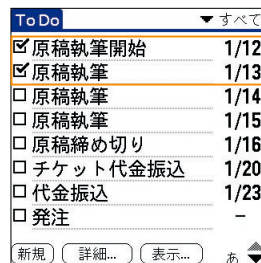 To Do ▼ すべて
原稿執筆開始 1/12
原稿執筆 1/13
原稿執筆 1/14
原稿執筆 1/15
原稿締め切り 1/16
チケット代金振込 1/20
代金振込 1/23
発注 –
新規 詳細... 表示... あ